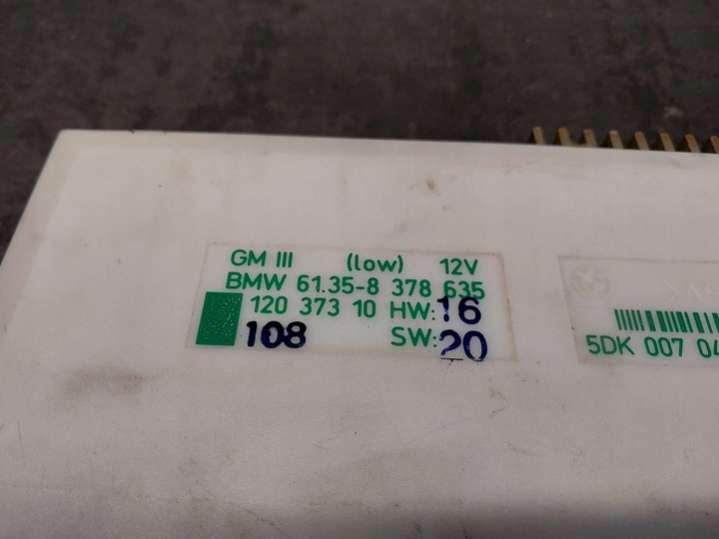 GM III (low) 12V
BMW 61.35-8 378 635
120 373 10 HW:16
108 SW:20
5DK 007 04